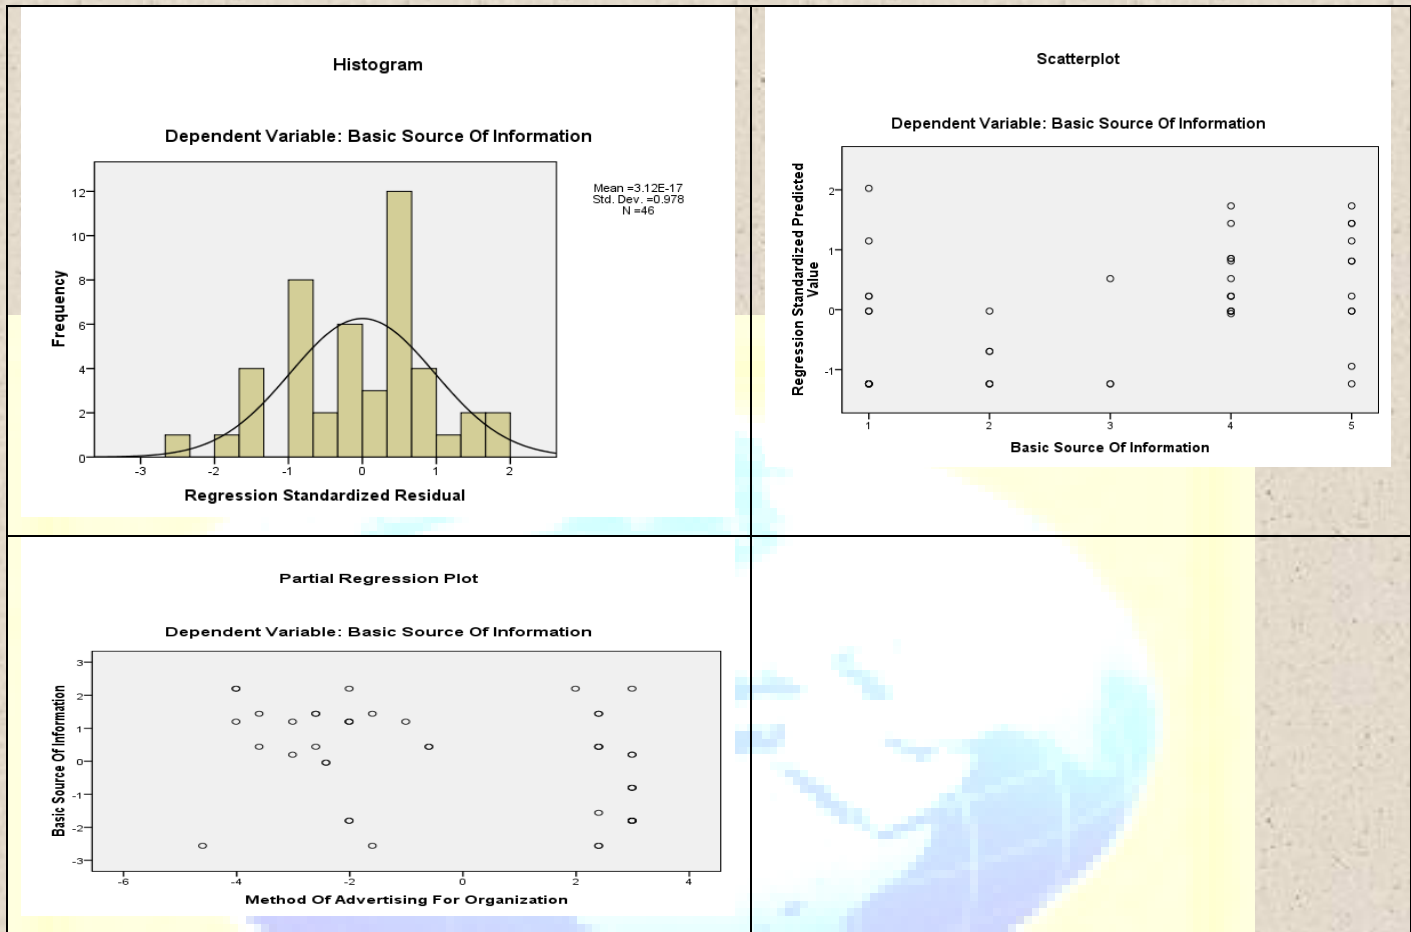 Histogram
Dependent Variable: Basic Source Of Information
Mean =3.12E-17
Std. Dev. =0.978
N =46
Frequency
12
10
8
6
4
2
0
-3 -2 -1 0 1 2
Regression Standardized Residual
Scatterplot
Dependent Variable: Basic Source Of Information
Regression Standardized Predicted
Value
2
1
0
-1
1 2 3 4 5
Basic Source Of Information
Partial Regression Plot
Dependent Variable: Basic Source Of Information
Basic Source Of Information
3
2
1
0
-1
-2
-3
-6 -4 -2 0 2 4
Method Of Advertising For Organization